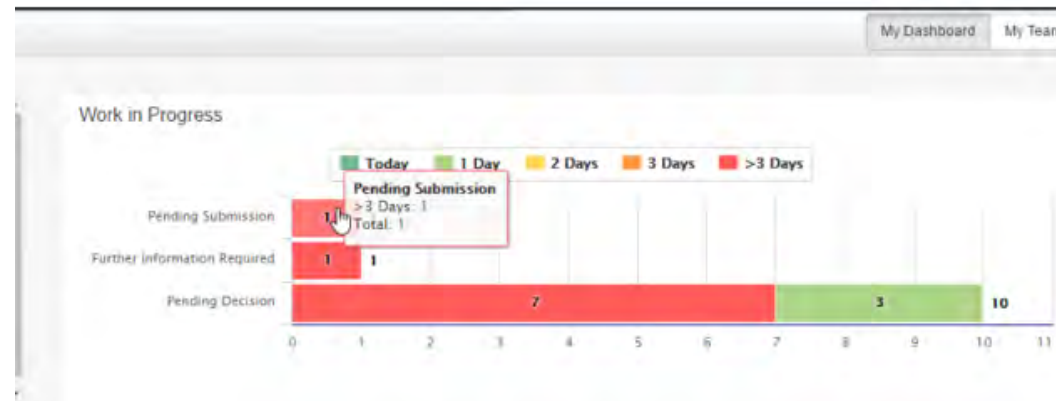 My Dashboard My Team
Work in Progress
Today 1 Day 2 Days 3 Days >3 Days
Pending Submission
>3 Days: 1
Total: 1
Pending Submission 1
Further Information Required 1 1
Pending Decision 7 3 10
0 1 2 3 4 5 6 7 8 9 10 11